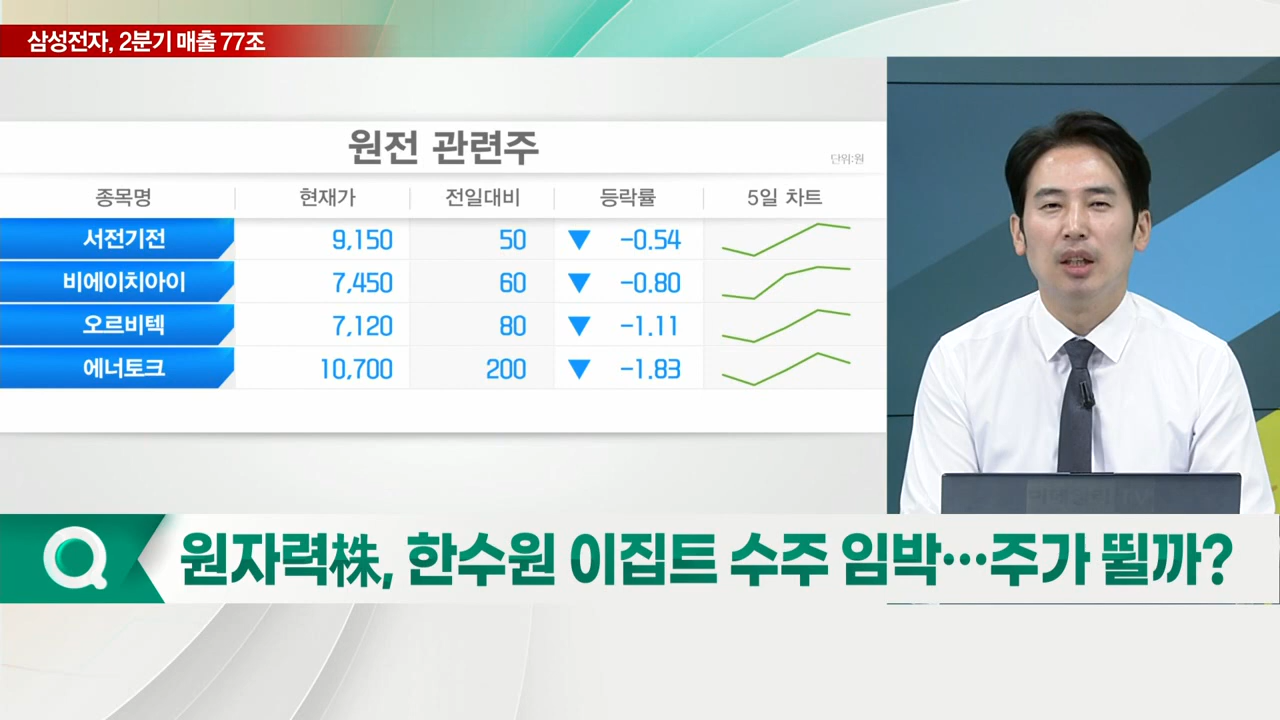 삼성전자, 2분기 매출 77조
원전 관련주
단위:원
종목명 현재가 전일대비 등락률 5일 차트
서전기전 9,150 50 ▼ -0.54
비에이치아이 7,450 60 ▼ -0.80
오르비텍 7,120 80 ▼ -1.11
에너토크 10,700 200 ▼ -1.83
원자력株, 한수원 이집트 수주 임박…주가 뛸까?